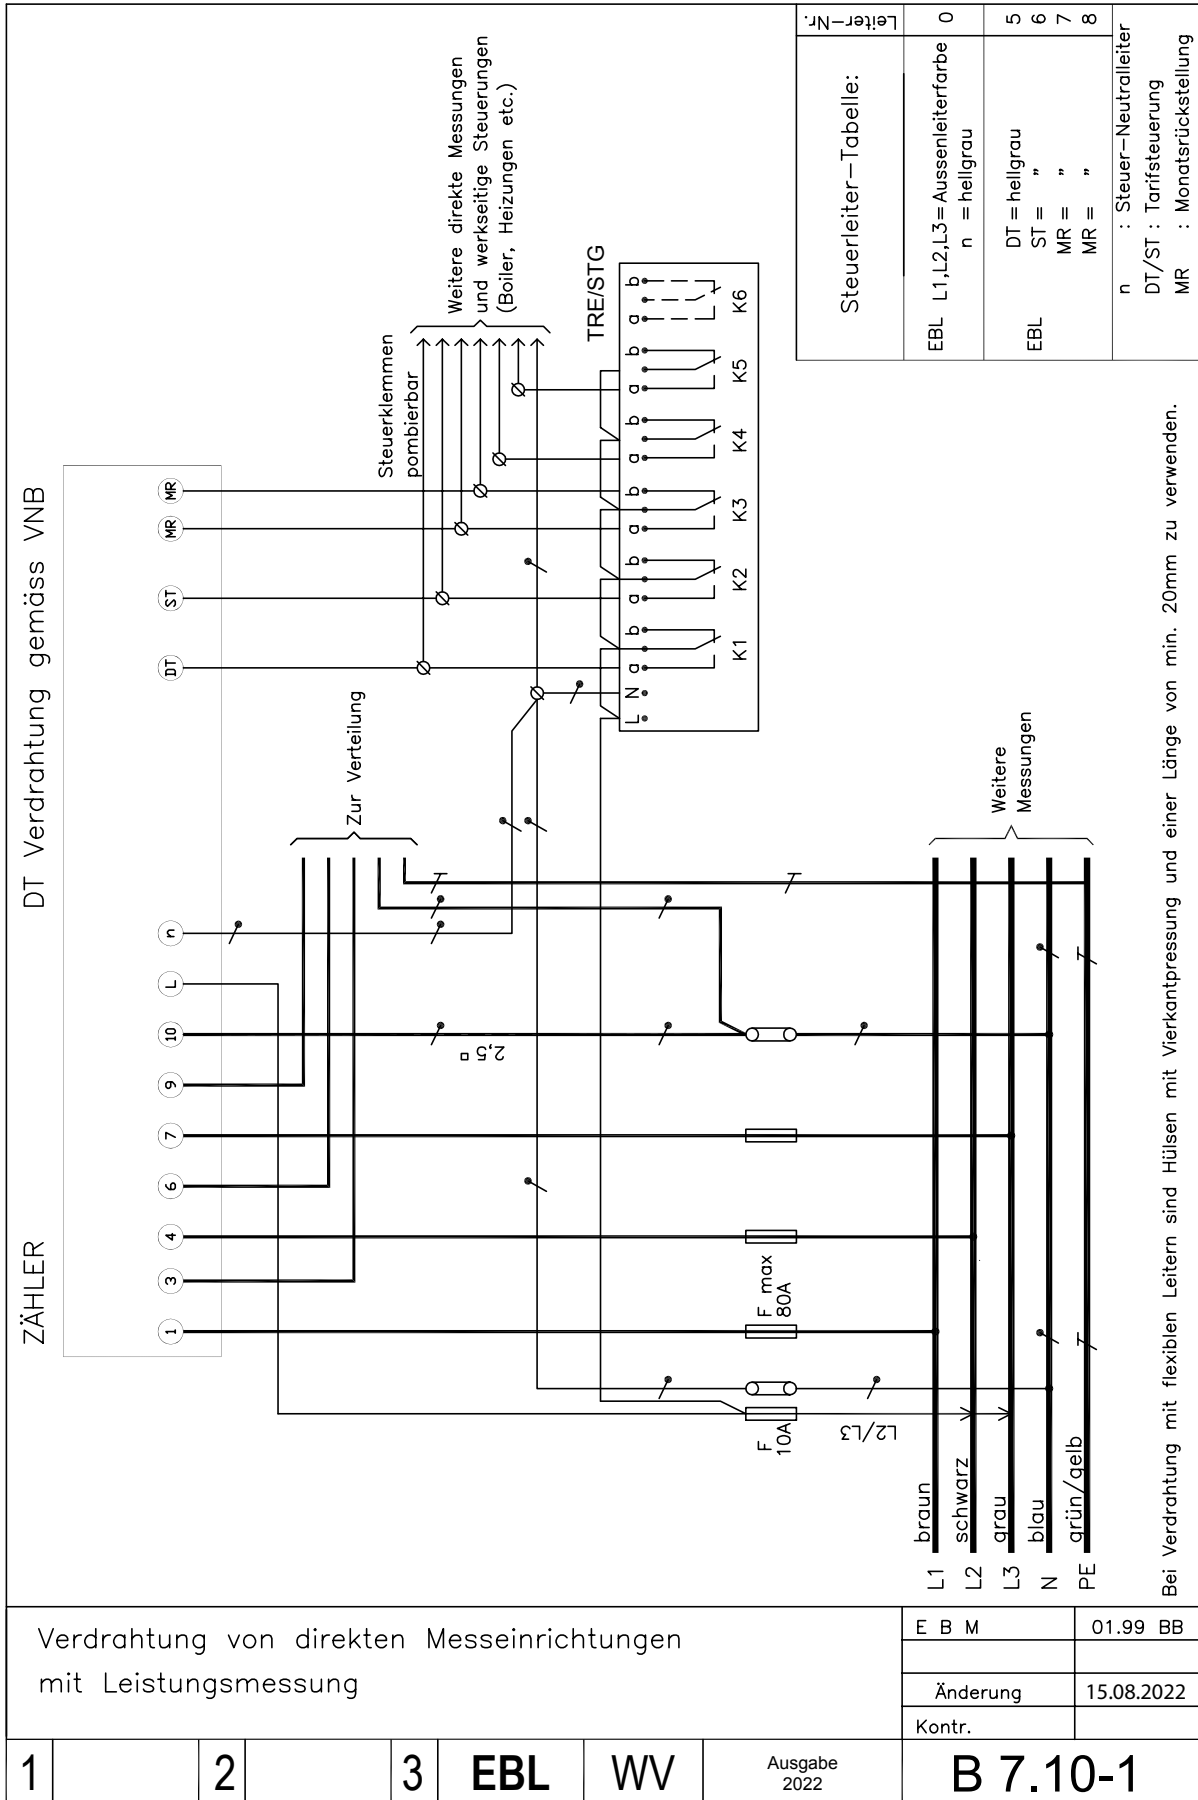 ZÄHLER
DT Verdrahtung gemäss VNB
1
3
4
6
7
9
10
L
n
DT
ST
MR
MR
Zur Verteilung
Steuerklemmen
pombierbar
Weitere direkte Messungen
und werkseitige Steuerungen
(Boiler, Heizungen etc.)
2,5
TRE/STG
L N a b a b a b a b a b a b
K1 K2 K3 K4 K5 K6
F
10A
F max
80A
L2/L3
Weitere
Messungen
L1 braun
L2 schwarz
L3 grau
N blau
PE grün/gelb
Steuerleiter-Tabelle:
Leiter-Nr.
EBL L1,L2,L3=Aussenleiterfarbe
n = hellgrau 0
DT = hellgrau 5
EBL ST = " 6
MR = " 7
MR = " 8
n : Steuer-Neutralleiter
DT/ST : Tarifsteuerung
MR : Monatsrückstellung
Bei Verdrahtung mit flexiblen Leitern sind Hülsen mit Vierkantpressung und einer Länge von min. 20mm zu verwenden.
Verdrahtung von direkten Messeinrichtungen
mit Leistungsmessung
E B M 01.99 BB
Änderung 15.08.2022
Kontr.
1 2 3 EBL WV
Ausgabe
2022
B 7.10-1